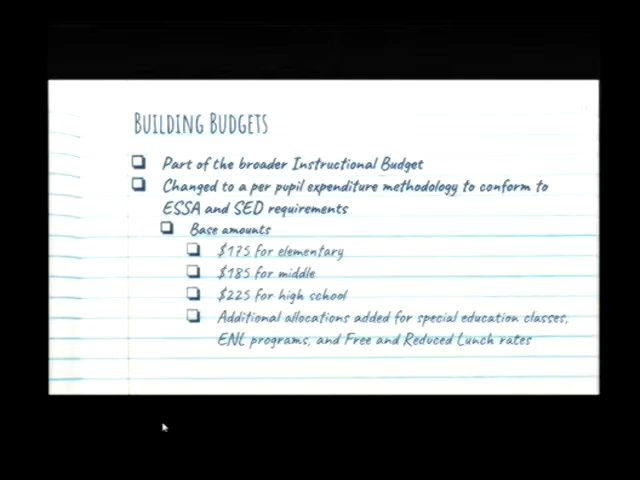 BUILDING BUDGETS
Part of the broader Instructional Budget
Changed to a per pupil expenditure methodology to conform to
ESSA and SED requirements
Base amounts
$175 for elementary
$185 for middle
$225 for high school
Additional allocations added for special education classes,
ENL programs, and Free and Reduced Lunch rates